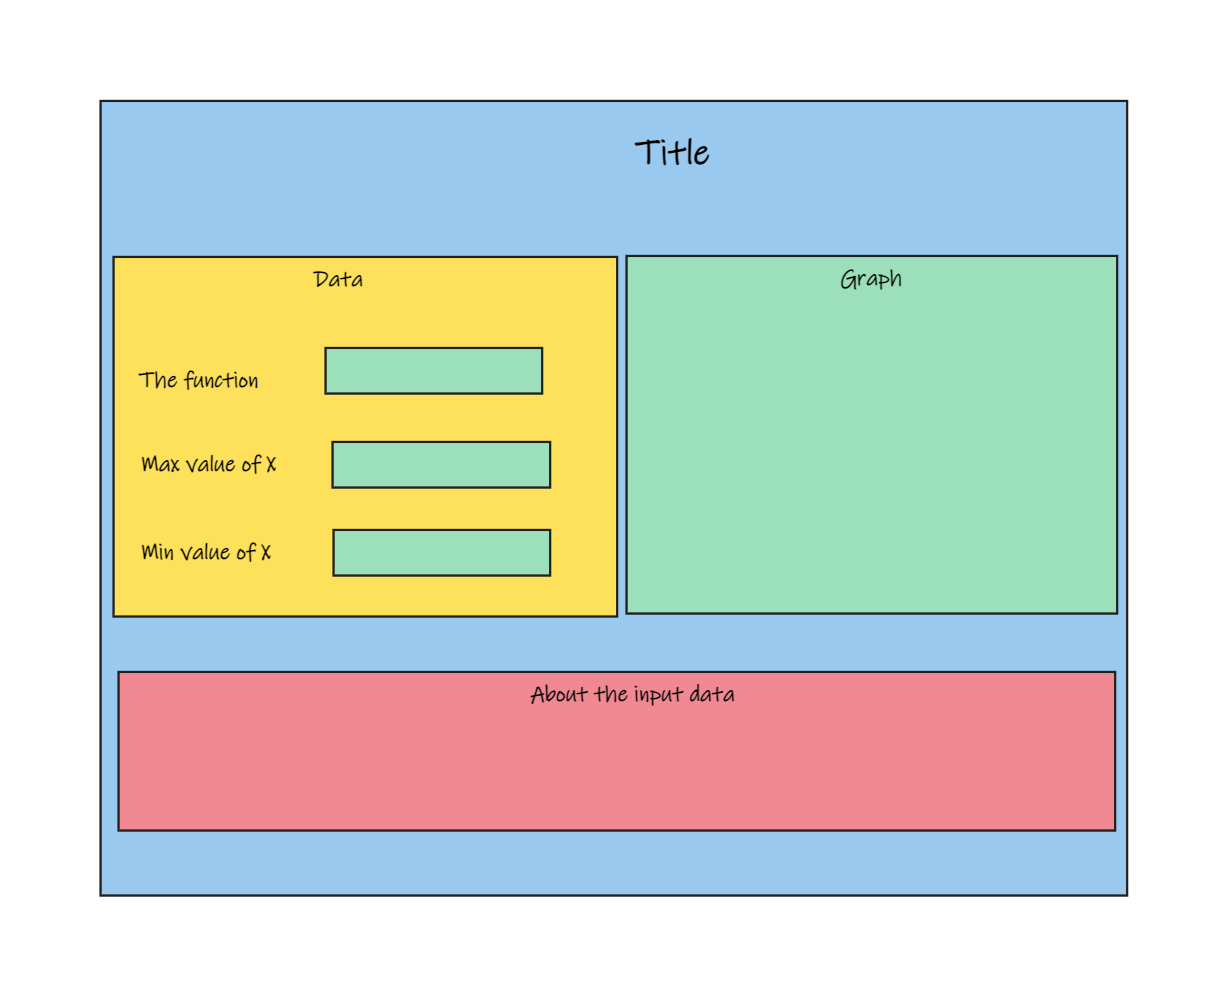 Title
Data
Graph
The function
Max value of X
Min value of X
About the input data